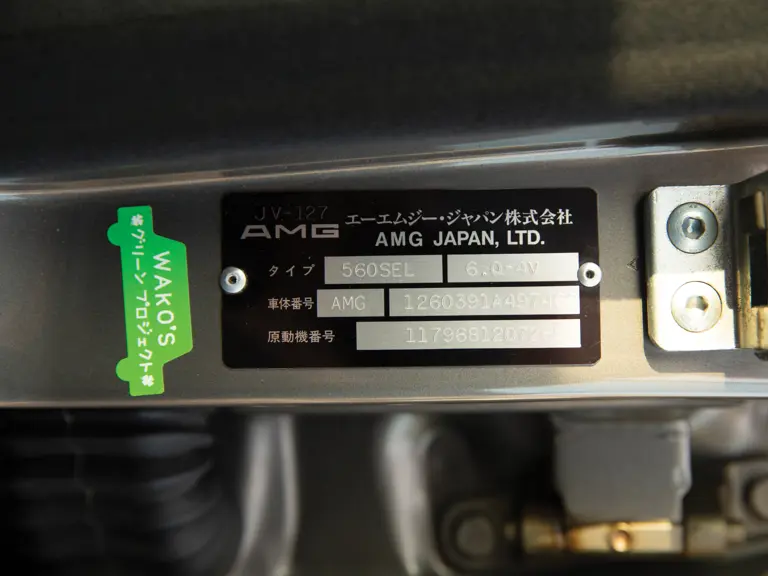 JV-127
AMG エーエムジー・ジャパン株式会社
AMG JAPAN, LTD.
タイプ 560SEL 6.0-4V
車体番号 AMG
原動機番号
WAKO'S
グリーンプロジェクト